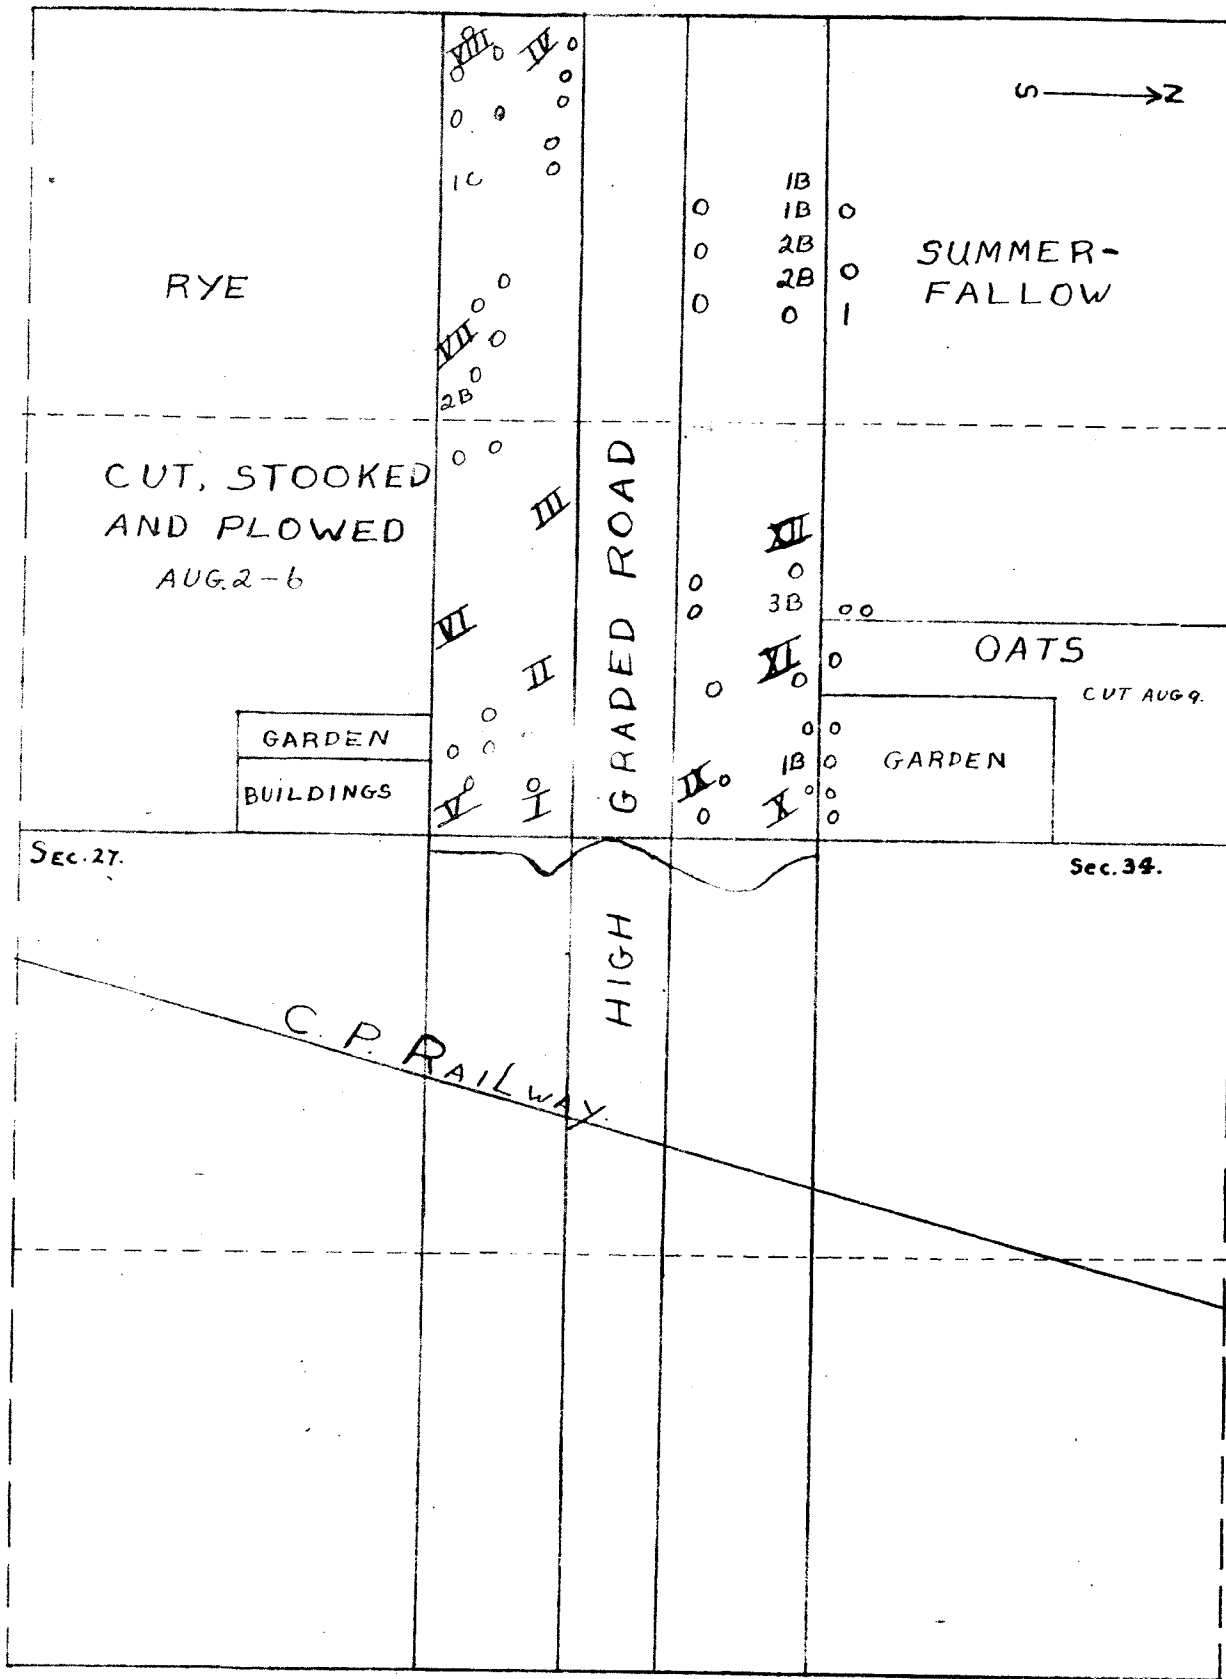 VIII O O IV O
O O
O O O
O
1C O
S N
1B
O 1B O
O 2B
2B O
O O 1
SUMMER-
FALLOW
RYE
O
O
VII O
O
2B
O O
CUT, STOOKED
AND PLOWED
AUG. 2-6
III
VI
II
HIGH GRADED ROAD
XII
O O
O 3B O O
XI O
O O
OATS
CUT AUG 9.
O
O O
GARDEN
BUILDINGS
V O I O
O O
IX O 1B O
O X O O
O
GARDEN
SEC. 27.
Sec. 34.
C. P. RAILWAY.